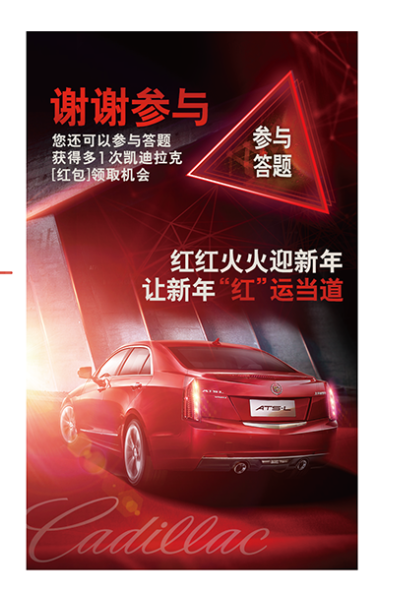 谢谢参与
您还可以参与答题
获得多1次凯迪拉克
[红包]领取机会
参与
答题
红红火火迎新年
让新年“红”运当道
ATS-L
Cadillac